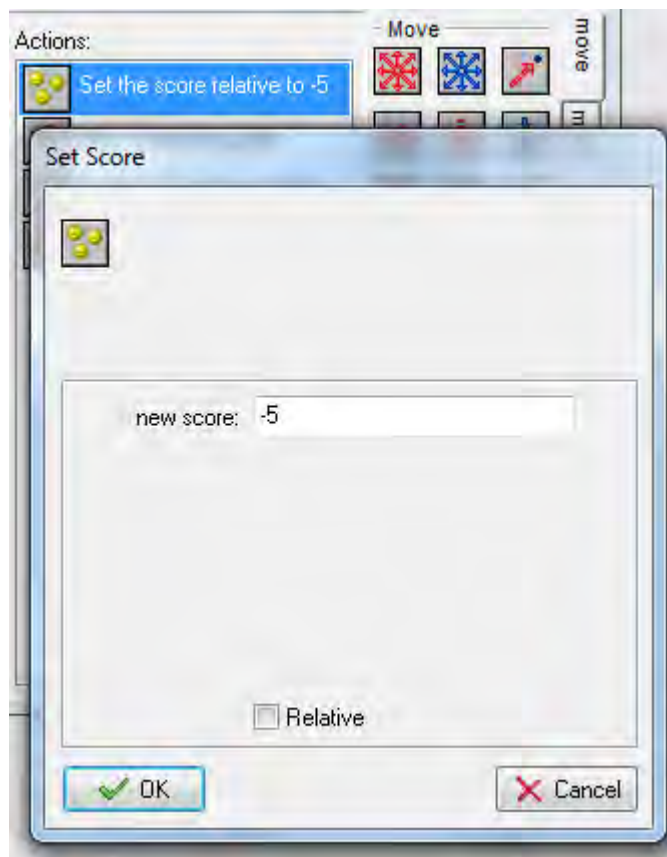 Actions:
Move
move
Set the score relative to -5
m
Set Score
new score: -5
Relative
OK
Cancel